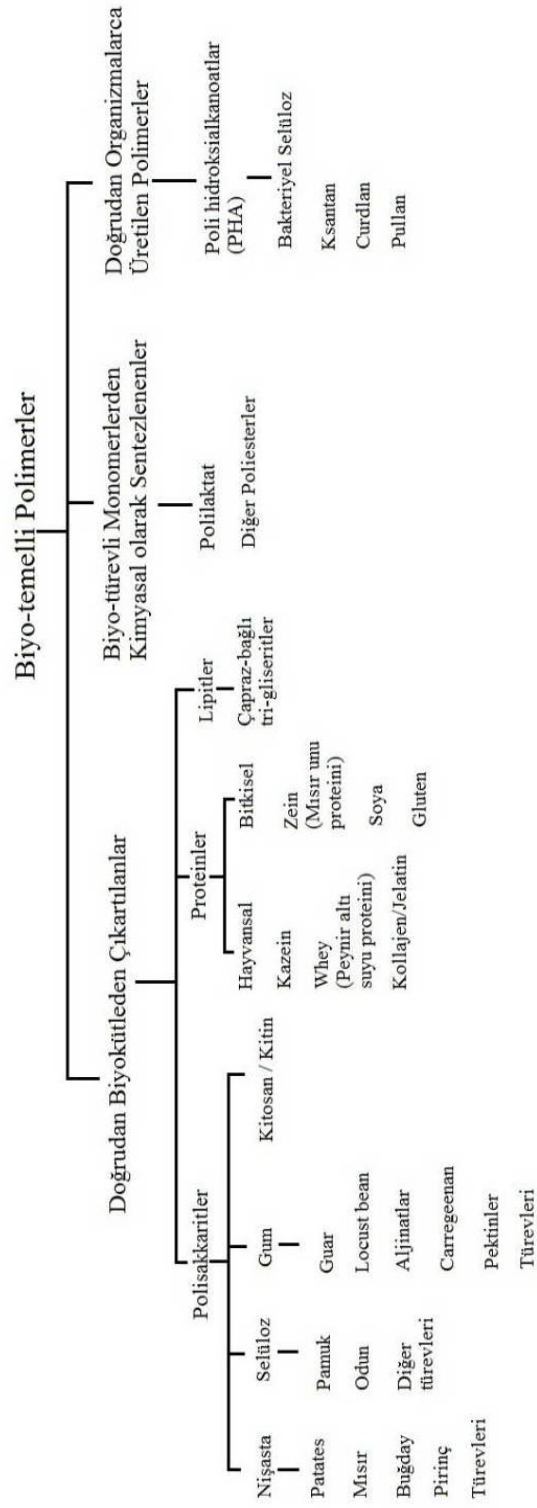 Biyo-temelli Polimerler
Doğrudan Biyokütleden Çıkartılanlar
Biyo-türevli Monomerlerden
Kimyasal olarak Sentezlenenler
Doğrudan Organizmalarca
Üretilen Polimerler
Polisakkaritler
Proteinler
Lipitler
Nişasta
Patates
Mısır
Buğday
Pirinç
Türevleri
Selüloz
Pamuk
Odun
Diğer
türevleri
Gum
Guar
Locust bean
Aljinatlar
Carregeenan
Pektinler
Türevleri
Kitosan / Kitin
Hayvansal
Kazein
Whey
(Peynir altı
suyu proteini)
Kollajen/Jelatin
Bitkisel
Zein
(Mısır unu
proteini)
Soya
Gluten
Çapraz-bağlı
tri-gliseritler
Polilaktat
Diğer Poliesterler
Poli hidroksialkanoatlar
(PHA)
Bakteriyel Selüloz
Ksantan
Curdlan
Pullan